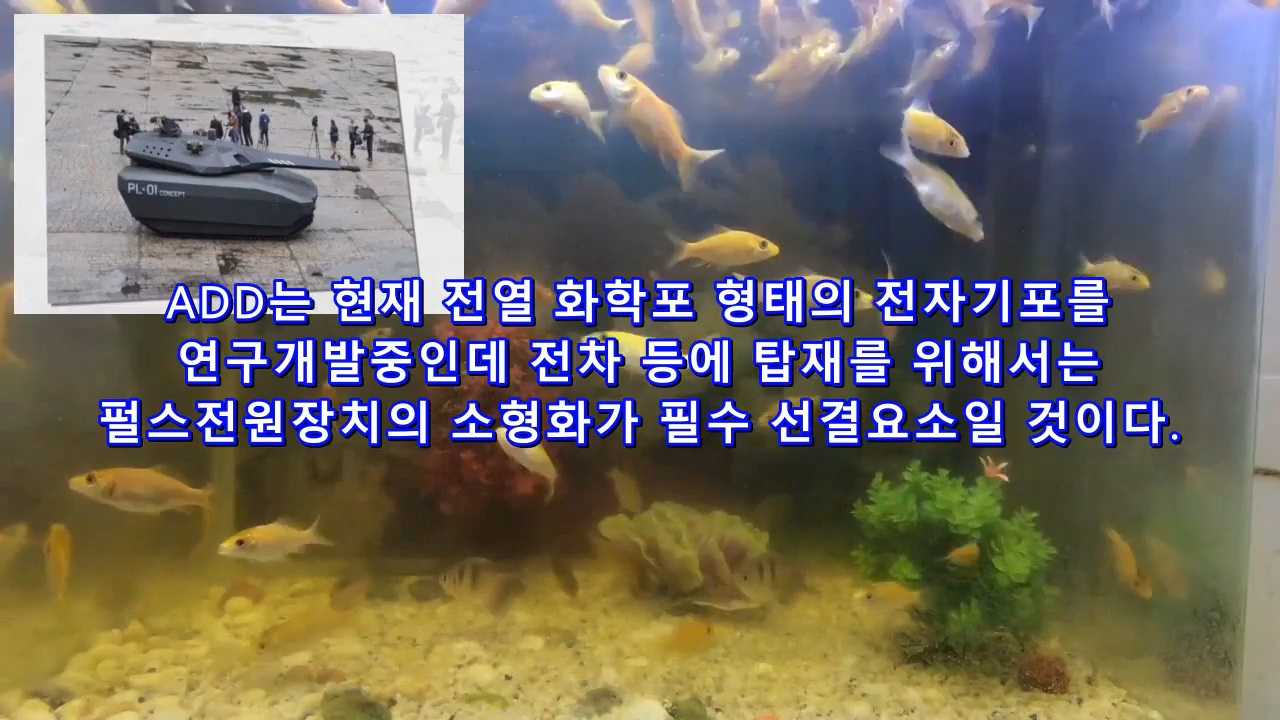 PL-01 CONCEPT
ADD는 현재 전열 화학포 형태의 전자기포를
연구개발중인데 전차 등에 탑재를 위해서는
펄스전원장치의 소형화가 필수 선결요소일 것이다.